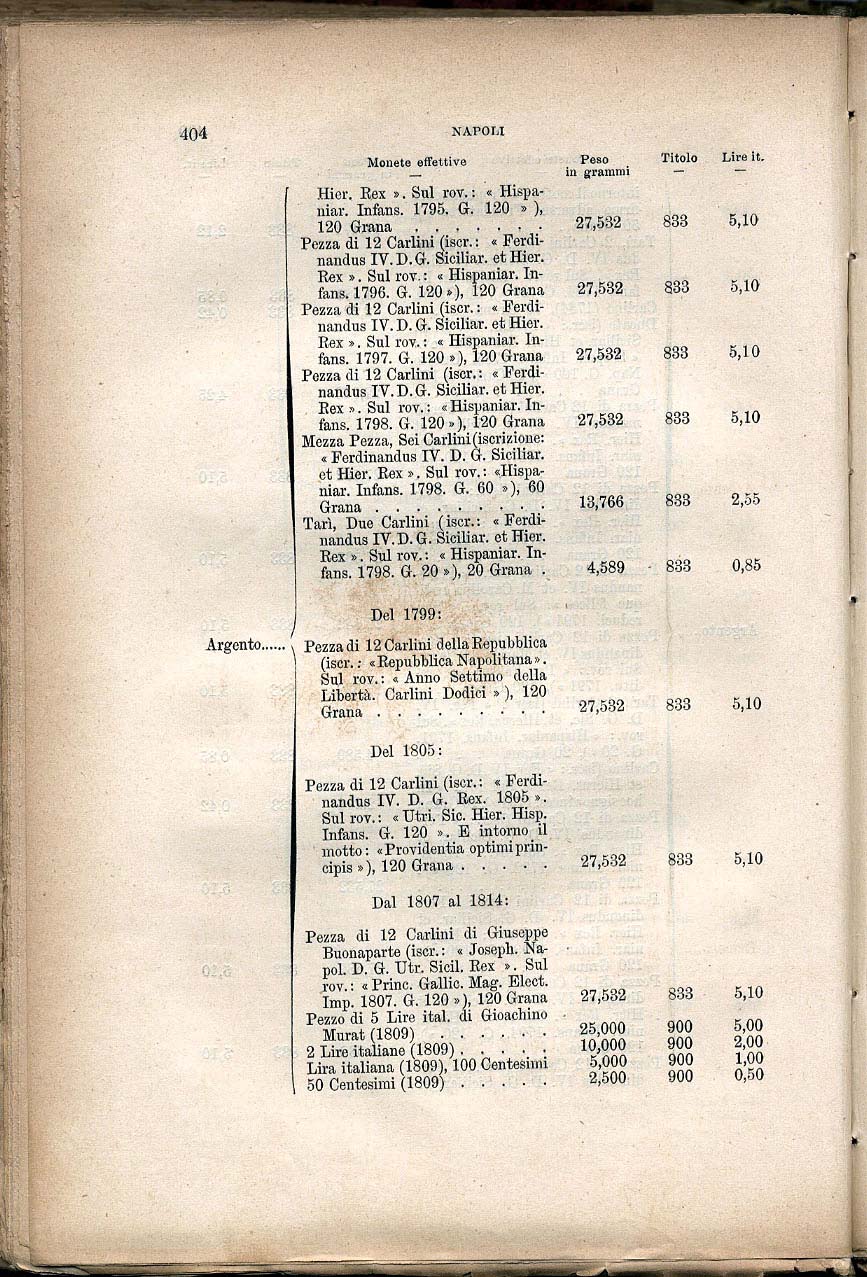 404
NAPOLI
Monete effettive Peso in grammi Titolo Lire it.
Hier. Rex ». Sul rov.: « Hispa-
niar. Infans. 1795. G. 120 » ),
120 Grana . . . . . . . 27,532 833 5,10
Pezza di 12 Carlini (iscr.: « Ferdi-
nandus IV. D. G. Siciliar. et Hier.
Rex ». Sul rov.: « Hispaniar. In-
fans. 1796. G. 120 »), 120 Grana 27,532 833 5,10
Pezza di 12 Carlini (iscr.: « Ferdi-
nandus IV. D. G. Siciliar. et Hier.
Rex ». Sul rov.: « Hispaniar. In-
fans. 1797. G. 120 »), 120 Grana 27,532 833 5,10
Pezza di 12 Carlini (iscr.: « Ferdi-
nandus IV. D. G. Siciliar. et Hier.
Rex ». Sul rov.: « Hispaniar. In-
fans. 1798. G. 120 »), 120 Grana 27,532 833 5,10
Mezza Pezza, Sei Carlini (iscrizione:
« Ferdinandus IV. D. G. Siciliar.
et Hier. Rex ». Sul rov.: «Hispa-
niar. Infans. 1798. G. 60 »), 60
Grana . . . . . . . . . 13,766 833 2,55
Tarì, Due Carlini (iscr.: « Ferdi-
nandus IV. D. G. Siciliar. et Hier.
Rex ». Sul rov.: « Hispaniar. In-
fans. 1798. G. 20 »), 20 Grana . 4,589 833 0,85
Del 1799:
Argento...... Pezza di 12 Carlini della Repubblica
(iscr.: «Repubblica Napolitana».
Sul rov.: « Anno Settimo della
Libertà. Carlini Dodici » ), 120
Grana . . . . . . . . . 27,532 833 5,10
Del 1805:
Pezza di 12 Carlini (iscr.: « Ferdi-
nandus IV. D. G. Rex. 1805 ».
Sul rov.: « Utri. Sic. Hier. Hisp.
Infans. G. 120 ». E intorno il
motto: «Providentia optimi prin-
cipis »), 120 Grana . . . . . 27,532 833 5,10
Dal 1807 al 1814:
Pezza di 12 Carlini di Giuseppe
Buonaparte (iscr.: « Joseph. Na-
pol. D. G. Utr. Sicil. Rex ». Sul
rov.: « Princ. Gallic. Mag. Elect.
Imp. 1807. G. 120 »), 120 Grana 27,532 833 5,10
Pezzo di 5 Lire ital. di Gioachino
Murat (1809) . . . . . . 25,000 900 5,00
2 Lire italiane (1809) . . . . . 10,000 900 2,00
Lira italiana (1809), 100 Centesimi 5,000 900 1,00
50 Centesimi (1809) . . . . . 2,500 900 0,50